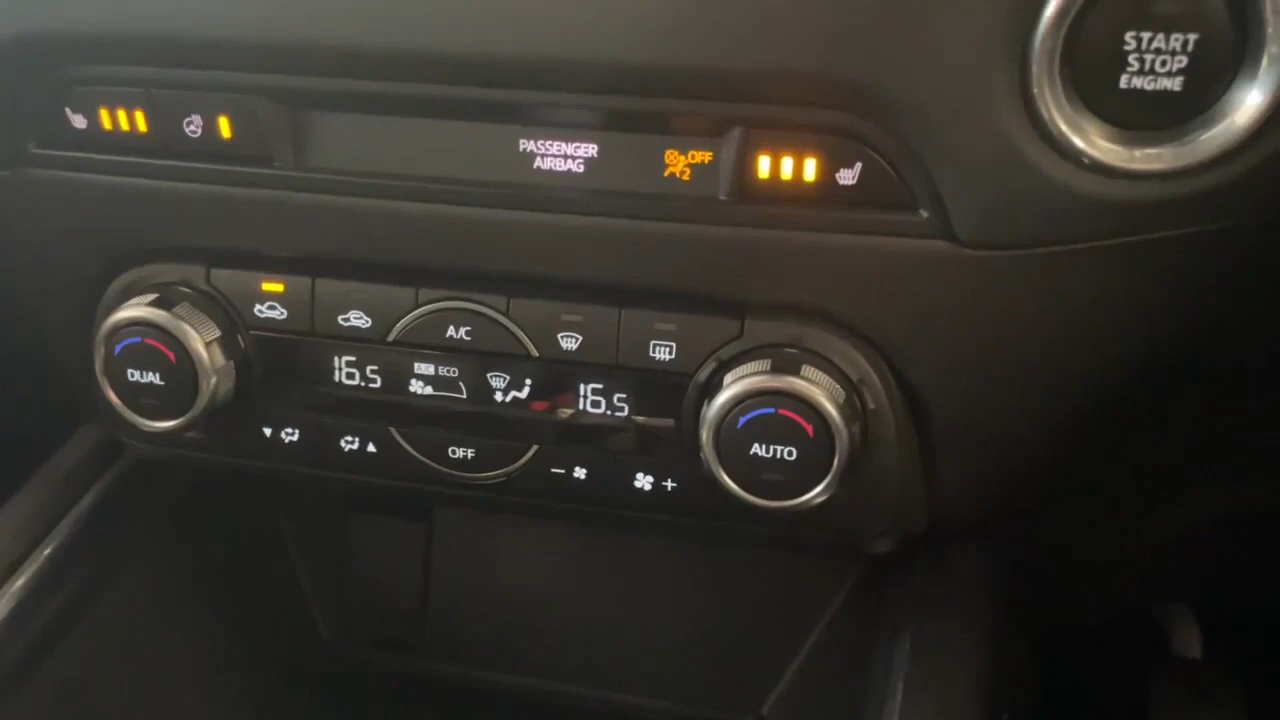 START
STOP
ENGINE
PASSENGER
AIRBAG
OFF
2
A/C
16.5
A/C ECO
16.5
DUAL
OFF
AUTO